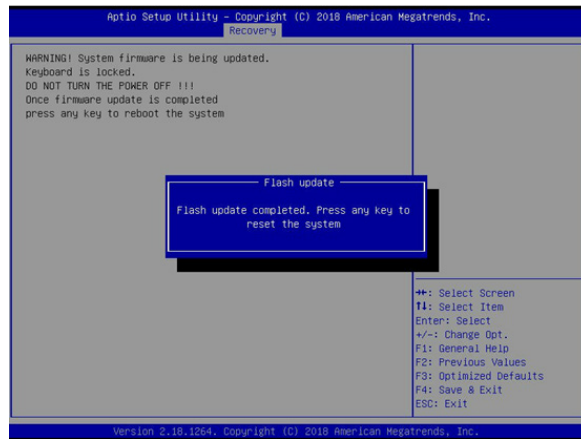 Aptio Setup Utility – Copyright (C) 2018 American Megatrends, Inc.
Recovery
WARNING! System firmware is being updated.
Keyboard is locked.
DO NOT TURN THE POWER OFF !!!
Once firmware update is completed
press any key to reboot the system
Flash update
Flash update completed. Press any key to
reset the system
→←: Select Screen
↑↓: Select Item
Enter: Select
+/-: Change Opt.
F1: General Help
F2: Previous Values
F3: Optimized Defaults
F4: Save & Exit
ESC: Exit
Version 2.18.1264. Copyright (C) 2018 American Megatrends, Inc.